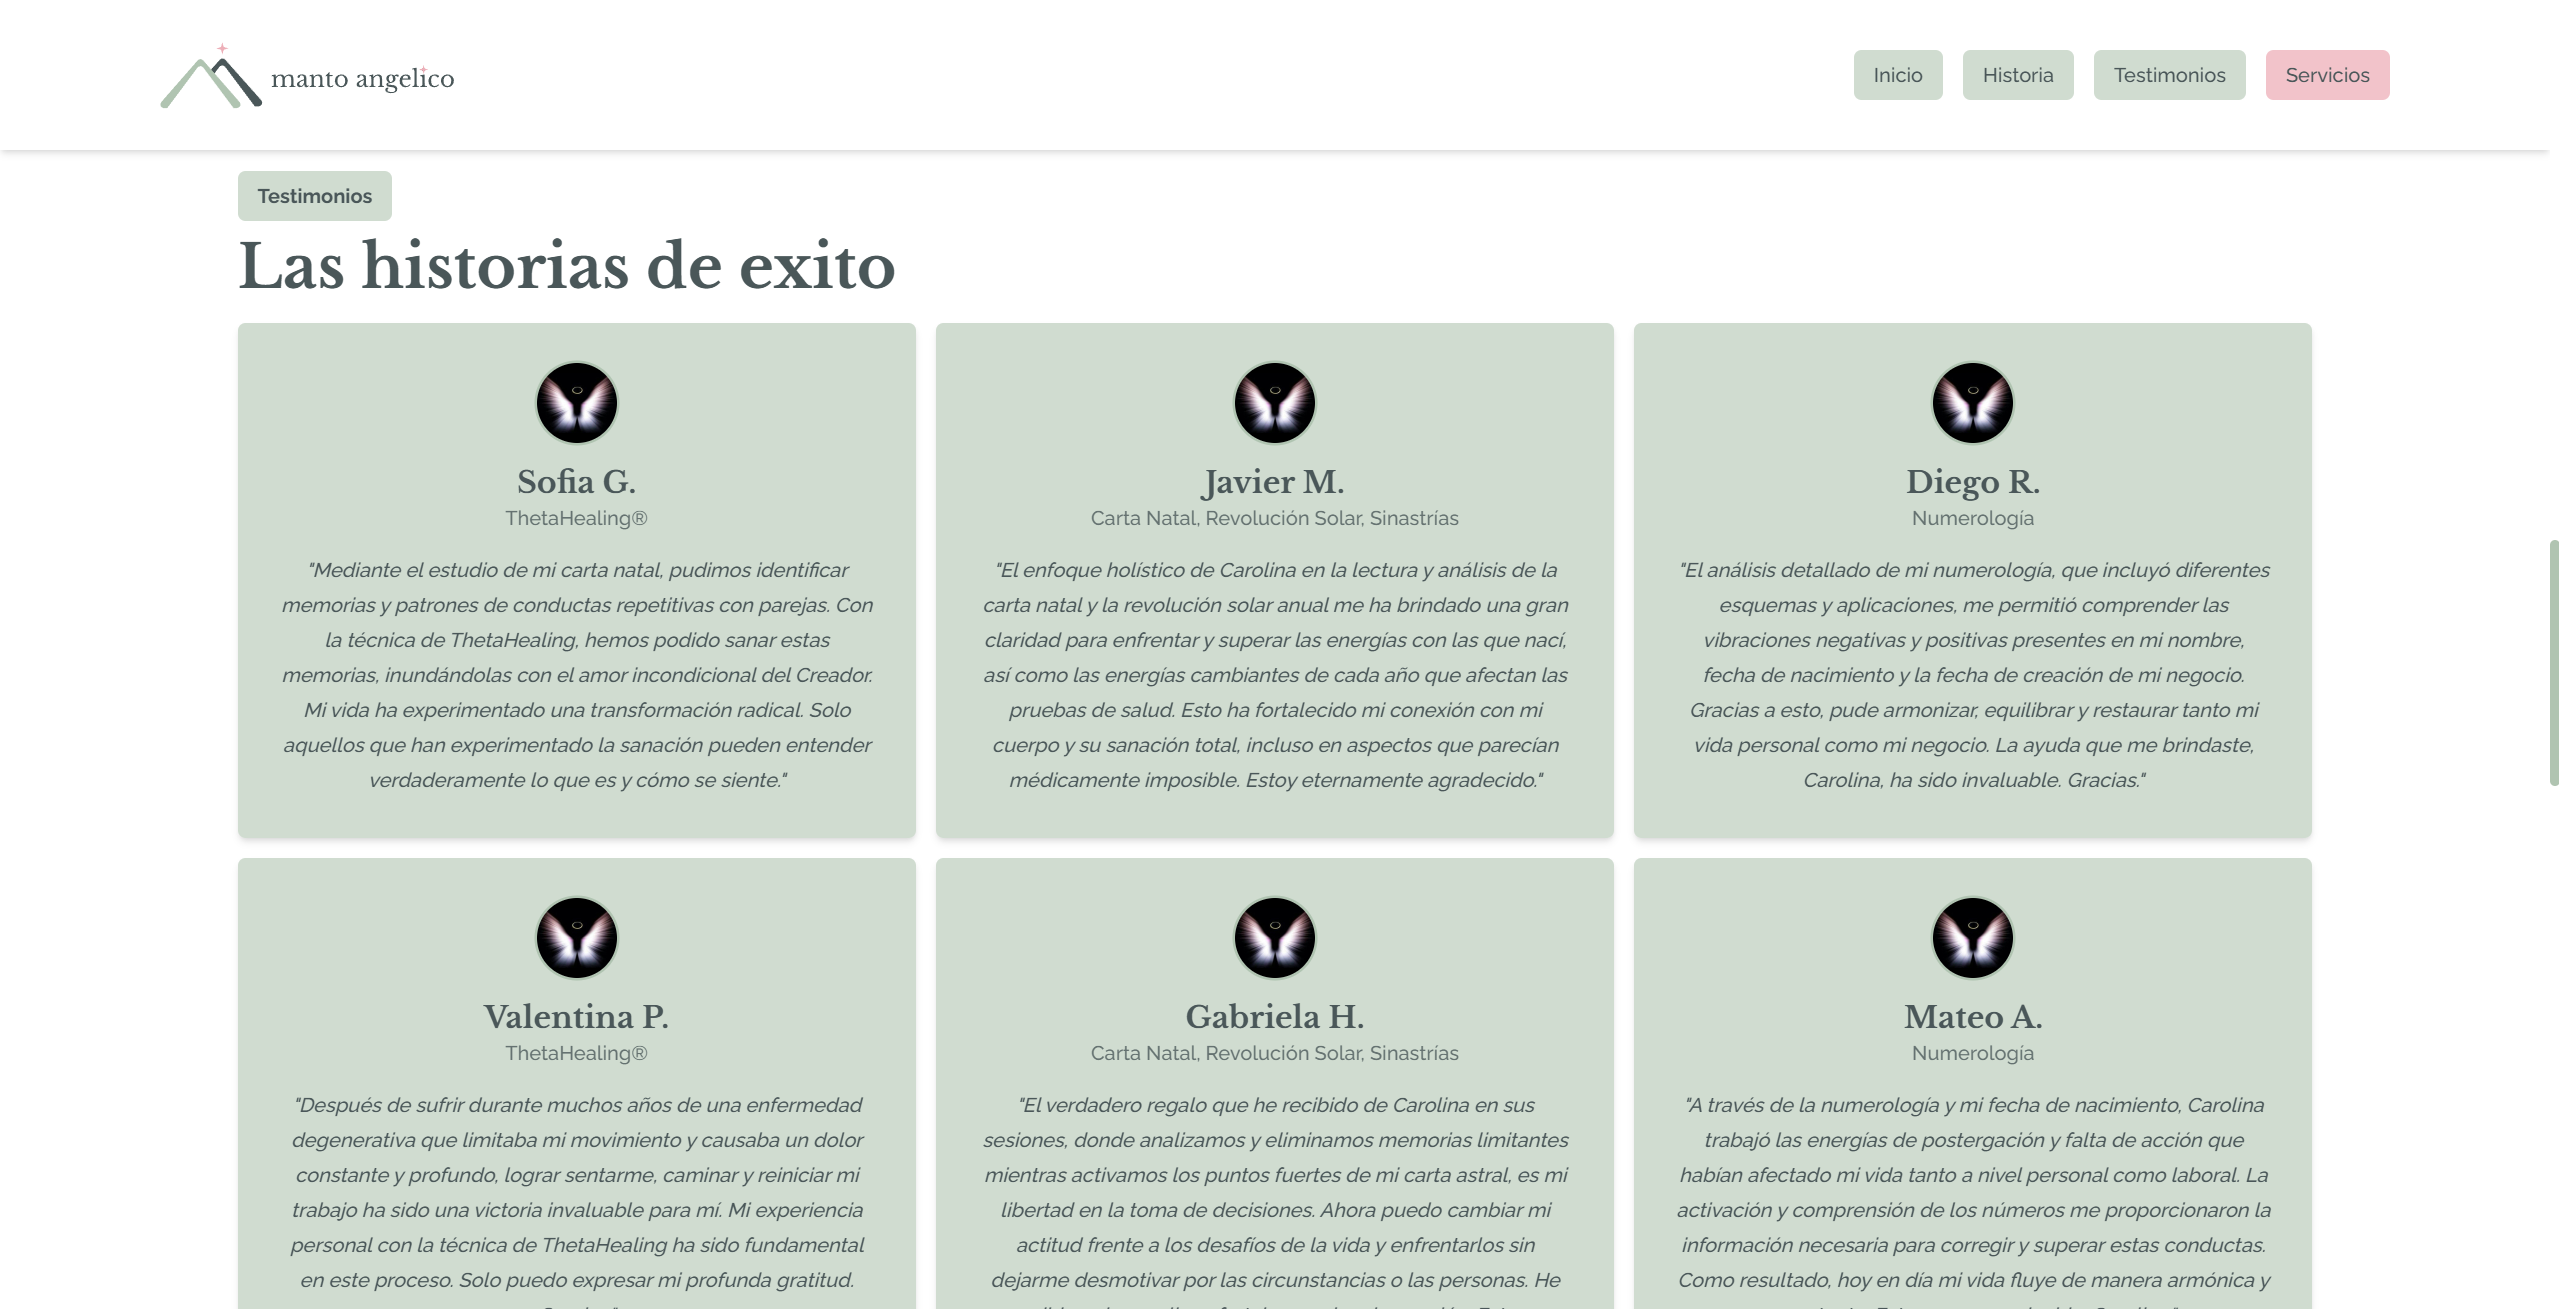 manto angelico
Inicio
Historia
Testimonios
Servicios
Testimonios
Las historias de exito
Sofia G.
ThetaHealing®
"Mediante el estudio de mi carta natal, pudimos identificar
memorias y patrones de conductas repetitivas con parejas. Con
la técnica de ThetaHealing, hemos podido sanar estas
memorias, inundándolas con el amor incondicional del Creador.
Mi vida ha experimentado una transformación radical. Solo
aquellos que han experimentado la sanación pueden entender
verdaderamente lo que es y cómo se siente."
Javier M.
Carta Natal, Revolución Solar, Sinastrías
"El enfoque holístico de Carolina en la lectura y análisis de la
carta natal y la revolución solar anual me ha brindado una gran
claridad para enfrentar y superar las energías con las que nací,
así como las energías cambiantes de cada año que afectan las
pruebas de salud. Esto ha fortalecido mi conexión con mi
cuerpo y su sanación total, incluso en aspectos que parecían
médicamente imposible. Estoy eternamente agradecido."
Diego R.
Numerología
"El análisis detallado de mi numerología, que incluyó diferentes
esquemas y aplicaciones, me permitió comprender las
vibraciones negativas y positivas presentes en mi nombre,
fecha de nacimiento y la fecha de creación de mi negocio.
Gracias a esto, pude armonizar, equilibrar y restaurar tanto mi
vida personal como mi negocio. La ayuda que me brindaste,
Carolina, ha sido invaluable. Gracias."
Valentina P.
ThetaHealing®
"Después de sufrir durante muchos años de una enfermedad
degenerativa que limitaba mi movimiento y causaba un dolor
constante y profundo, lograr sentarme, caminar y reiniciar mi
trabajo ha sido una victoria invaluable para mí. Mi experiencia
personal con la técnica de ThetaHealing ha sido fundamental
en este proceso. Solo puedo expresar mi profunda gratitud.
Gabriela H.
Carta Natal, Revolución Solar, Sinastrías
"El verdadero regalo que he recibido de Carolina en sus
sesiones, donde analizamos y eliminamos memorias limitantes
mientras activamos los puntos fuertes de mi carta astral, es mi
libertad en la toma de decisiones. Ahora puedo cambiar mi
actitud frente a los desafíos de la vida y enfrentarlos sin
dejarme desmotivar por las circunstancias o las personas. He
Mateo A.
Numerología
"A través de la numerología y mi fecha de nacimiento, Carolina
trabajó las energías de postergación y falta de acción que
habían afectado mi vida tanto a nivel personal como laboral. La
activación y comprensión de los números me proporcionaron la
información necesaria para corregir y superar estas conductas.
Como resultado, hoy en día mi vida fluye de manera armónica y